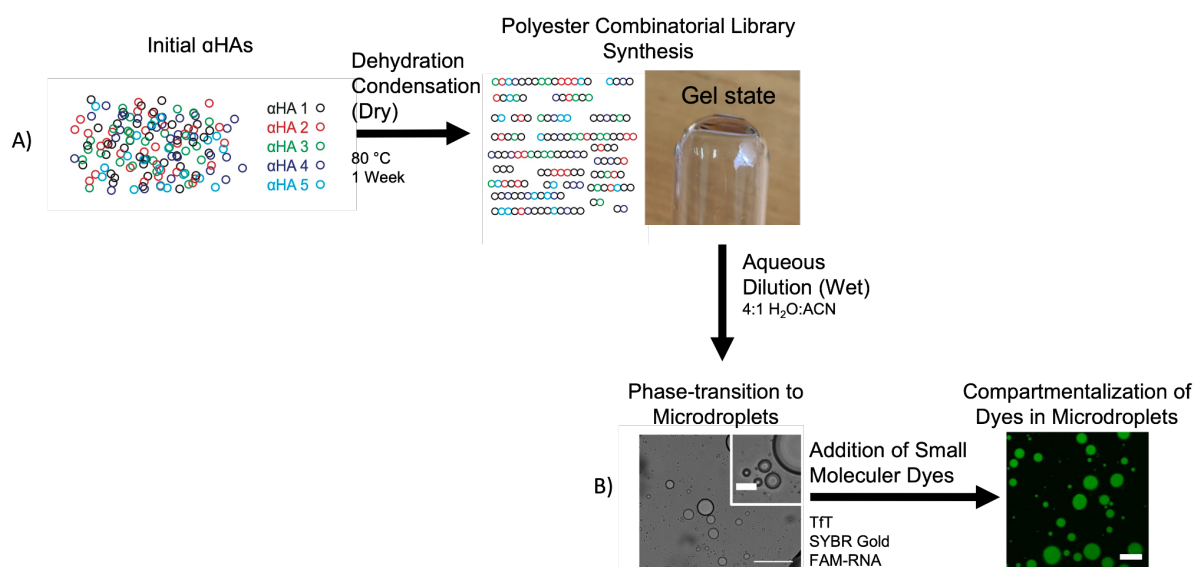 Initial αHAs
Dehydration
Condensation
(Dry)
80 °C
1 Week
Polyester Combinatorial Library
Synthesis
A)
αHA 1
αHA 2
αHA 3
αHA 4
αHA 5
Gel state
Aqueous
Dilution (Wet)
4:1 H₂O:ACN
Phase-transition to
Microdroplets
Compartmentalization of
Dyes in Microdroplets
B)
Addition of Small
Moleculer Dyes
TfT
SYBR Gold
FAM-RNA